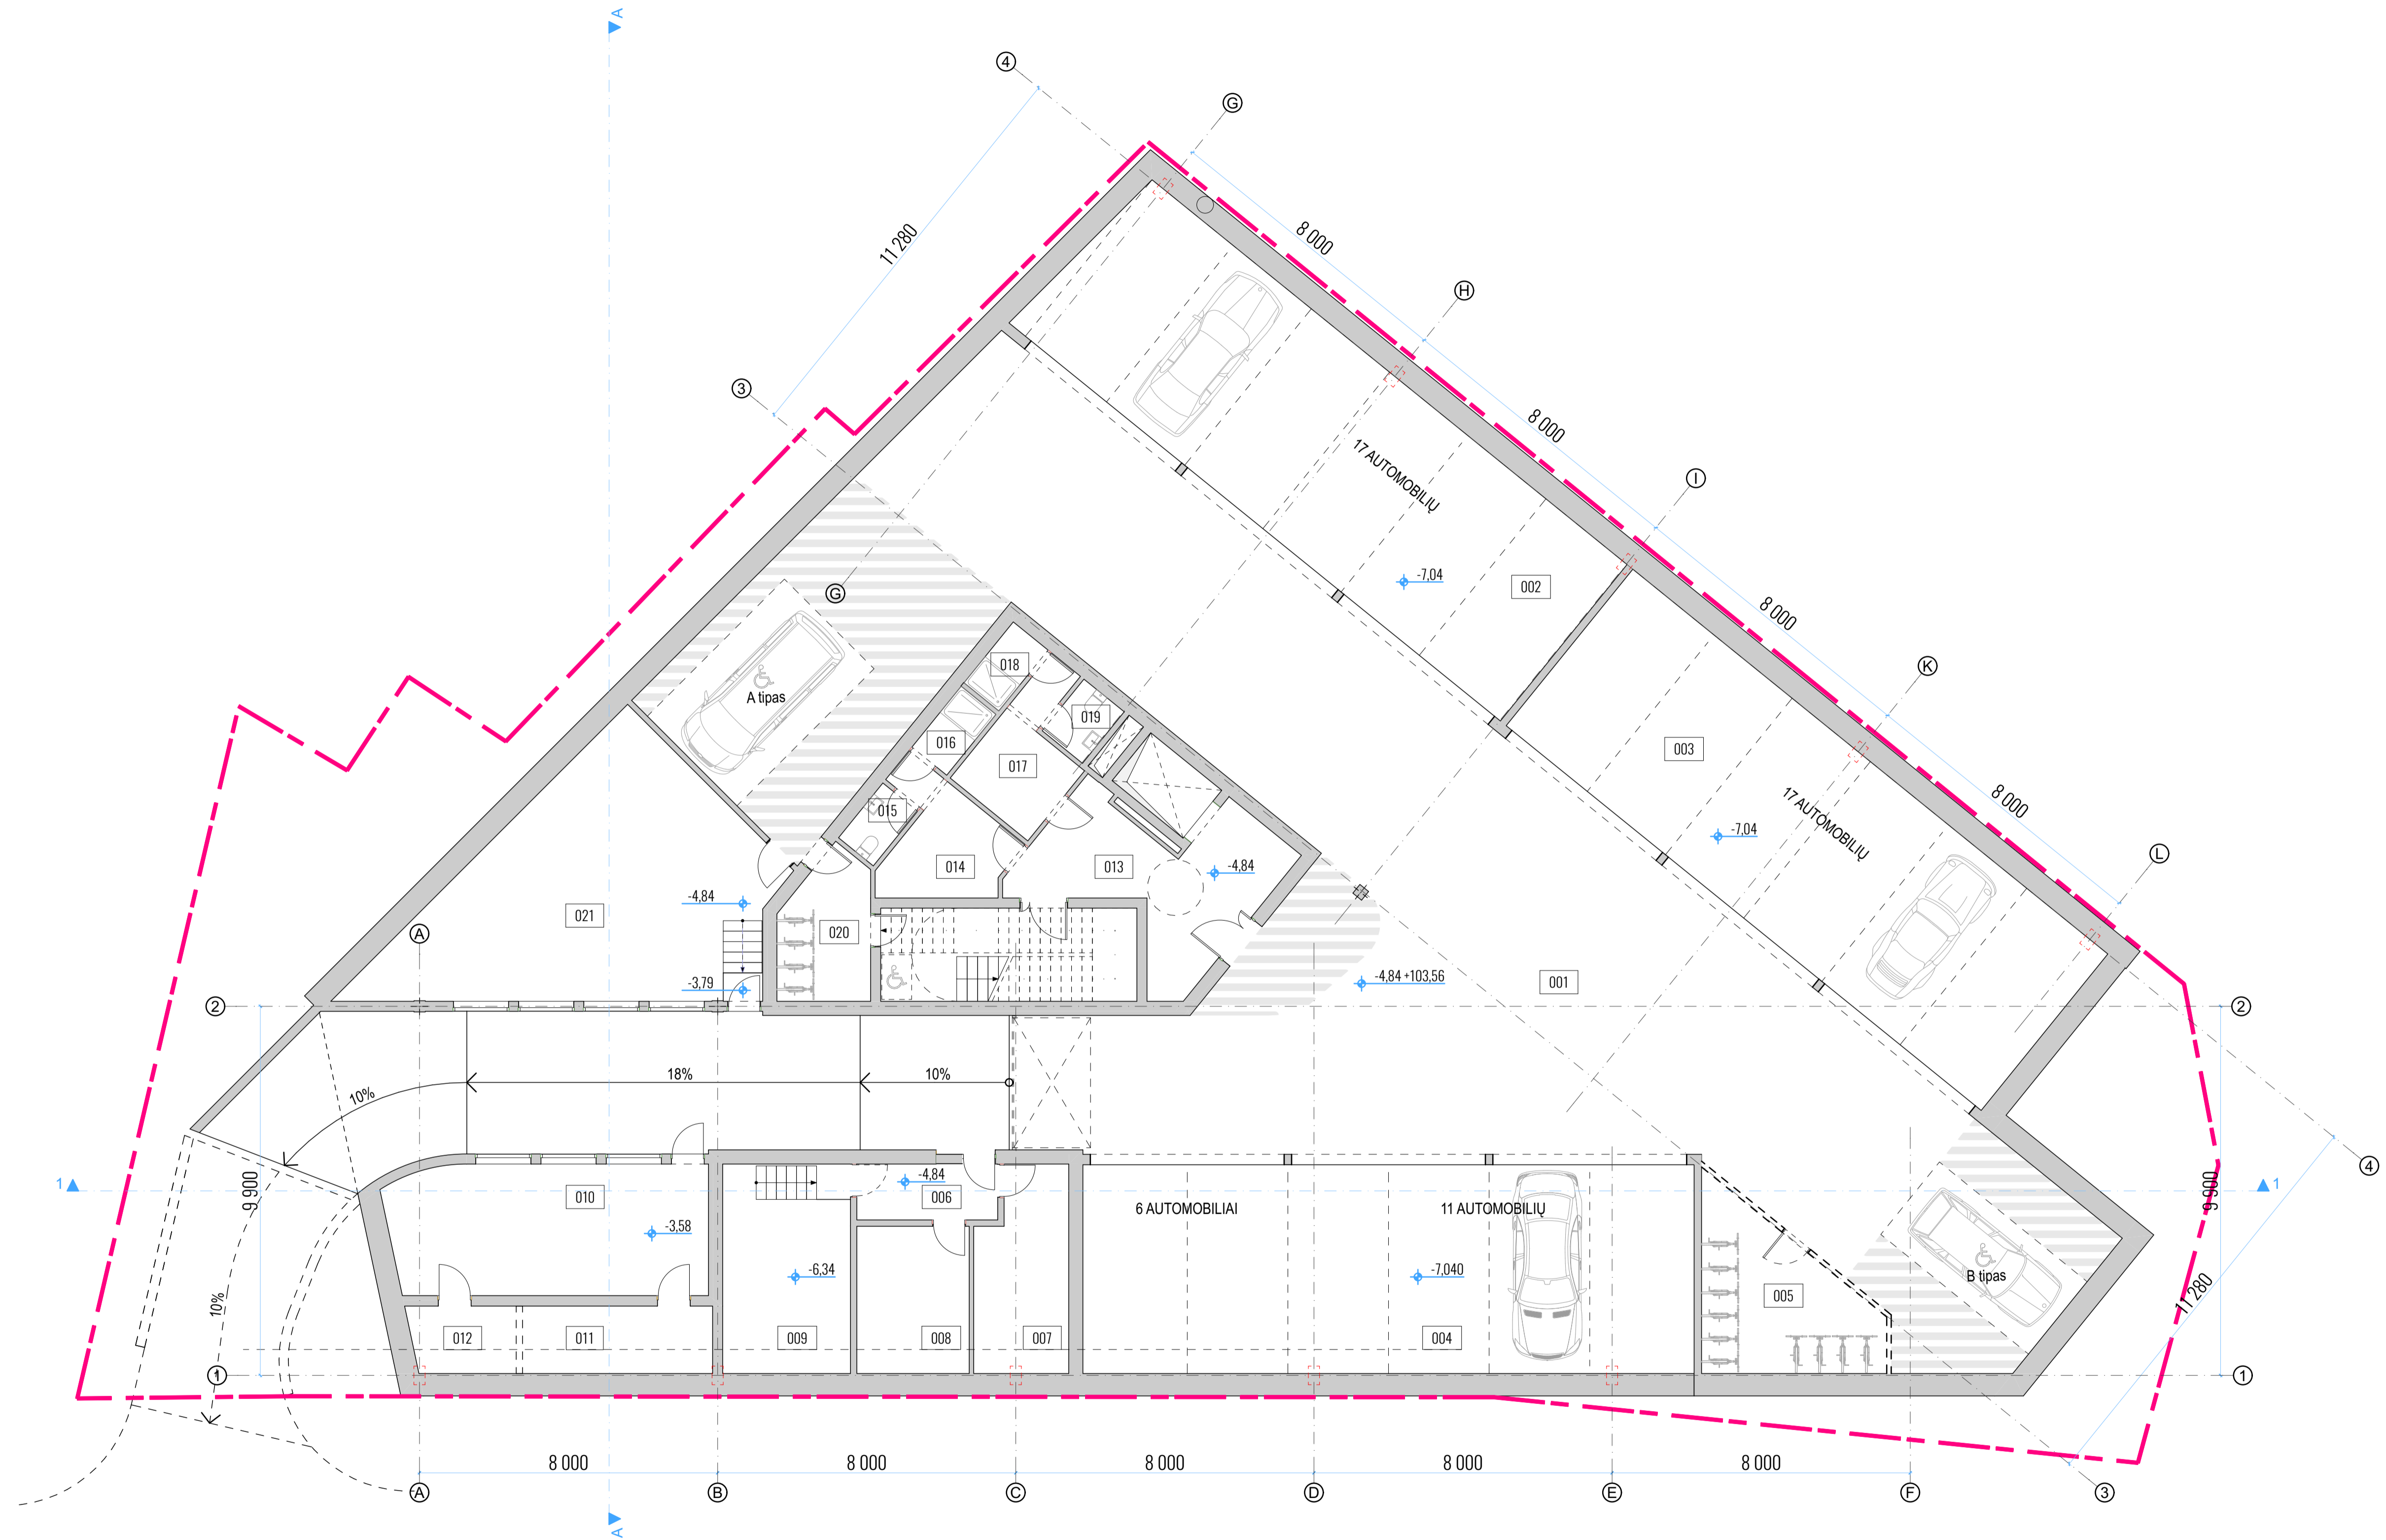 A
4
G
11 280
8 000
H
3
8 000
17 AUTOMOBILIŲ
I
-7,04
002
G
8 000
018
K
A tipas
019
016
003
017
8 000
17 AUTOMOBILIŲ
015
-7,04
L
014
013
-4,84
-4,84
021
020
A
-4,84 +103,56
001
-3,79
2
2
18%
10%
10%
4
1
-4,84
1
010
006
9 900
9 900
6 AUTOMOBILIAI
11 AUTOMOBILIŲ
-3,58
-6,34
-7,040
B tipas
10%
005
11 280
012
011
009
008
007
004
1
1
8 000
8 000
8 000
8 000
8 000
A
B
C
D
E
F
3
A